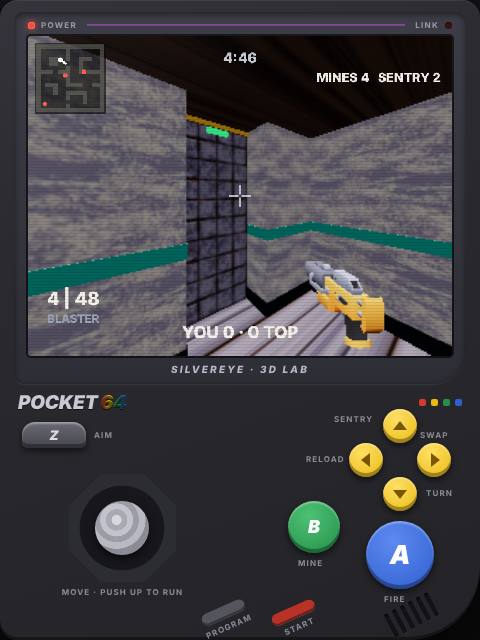 POWER
LINK
4:46
MINES 4 SENTRY 2
4|48
BLASTER
YOU 0 · 0 TOP
SILVEREYE · 3D LAB
POCKET 64
SENTRY
Z
AIM
SWAP
RELOAD
TURN
B
A
MINE
MOVE · PUSH UP TO RUN
FIRE
PROGRAM
START